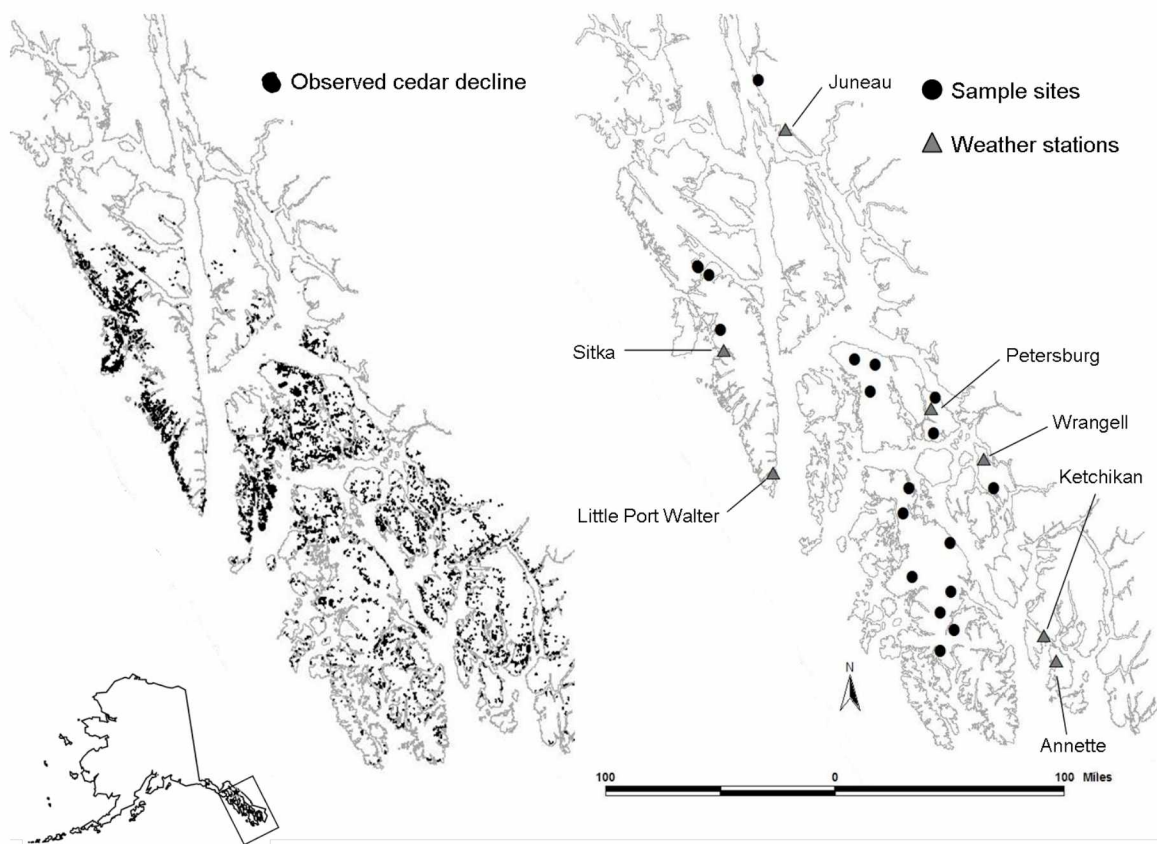 Observed cedar decline
Juneau
Sample sites
Weather stations
Sitka
Petersburg
Wrangell
Ketchikan
Little Port Walter
N
Annette
100 0 100 Miles